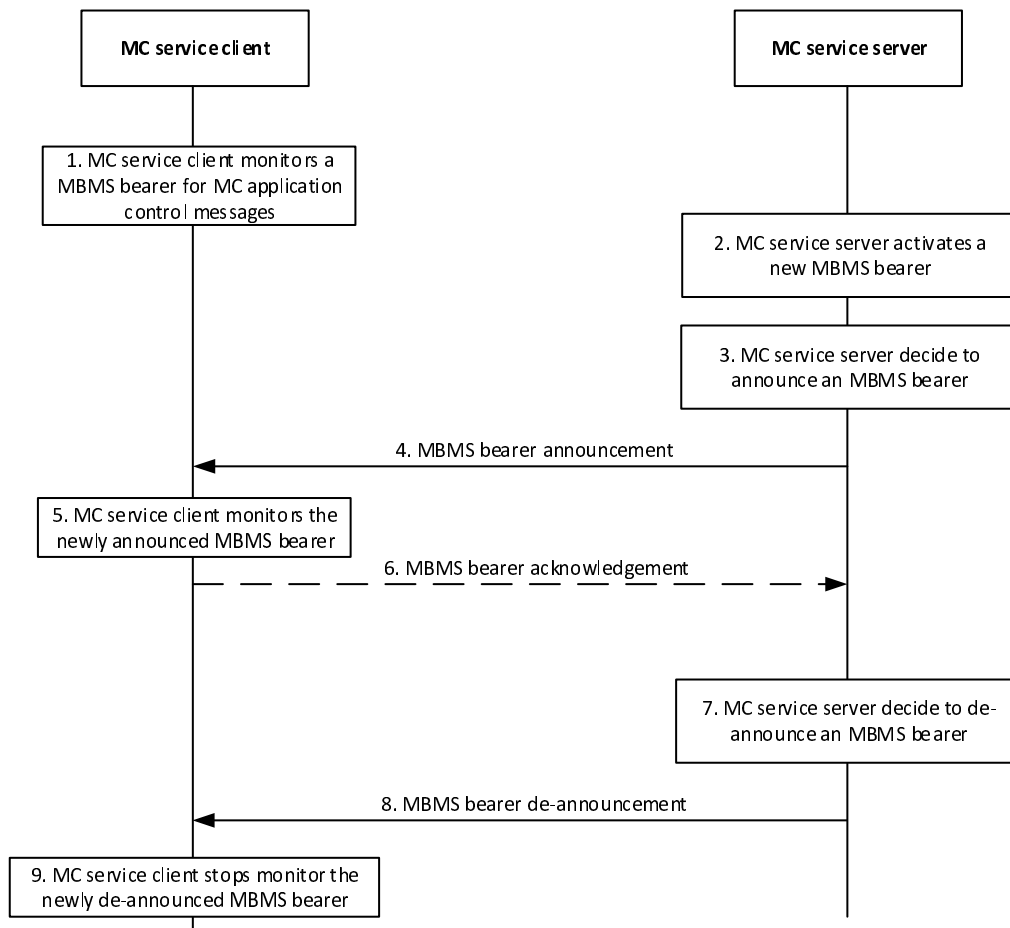 MC service client
MC service server
1. MC service client monitors a
MBMS bearer for MC application
control messages
2. MC service server activates a
new MBMS bearer
3. MC service server decide to
announce an MBMS bearer
4. MBMS bearer announcement
5. MC service client monitors the
newly announced MBMS bearer
6. MBMS bearer acknowledgement
7. MC service server decide to de-
announce an MBMS bearer
8. MBMS bearer de-announcement
9. MC service client stops monitor the
newly de-announced MBMS bearer